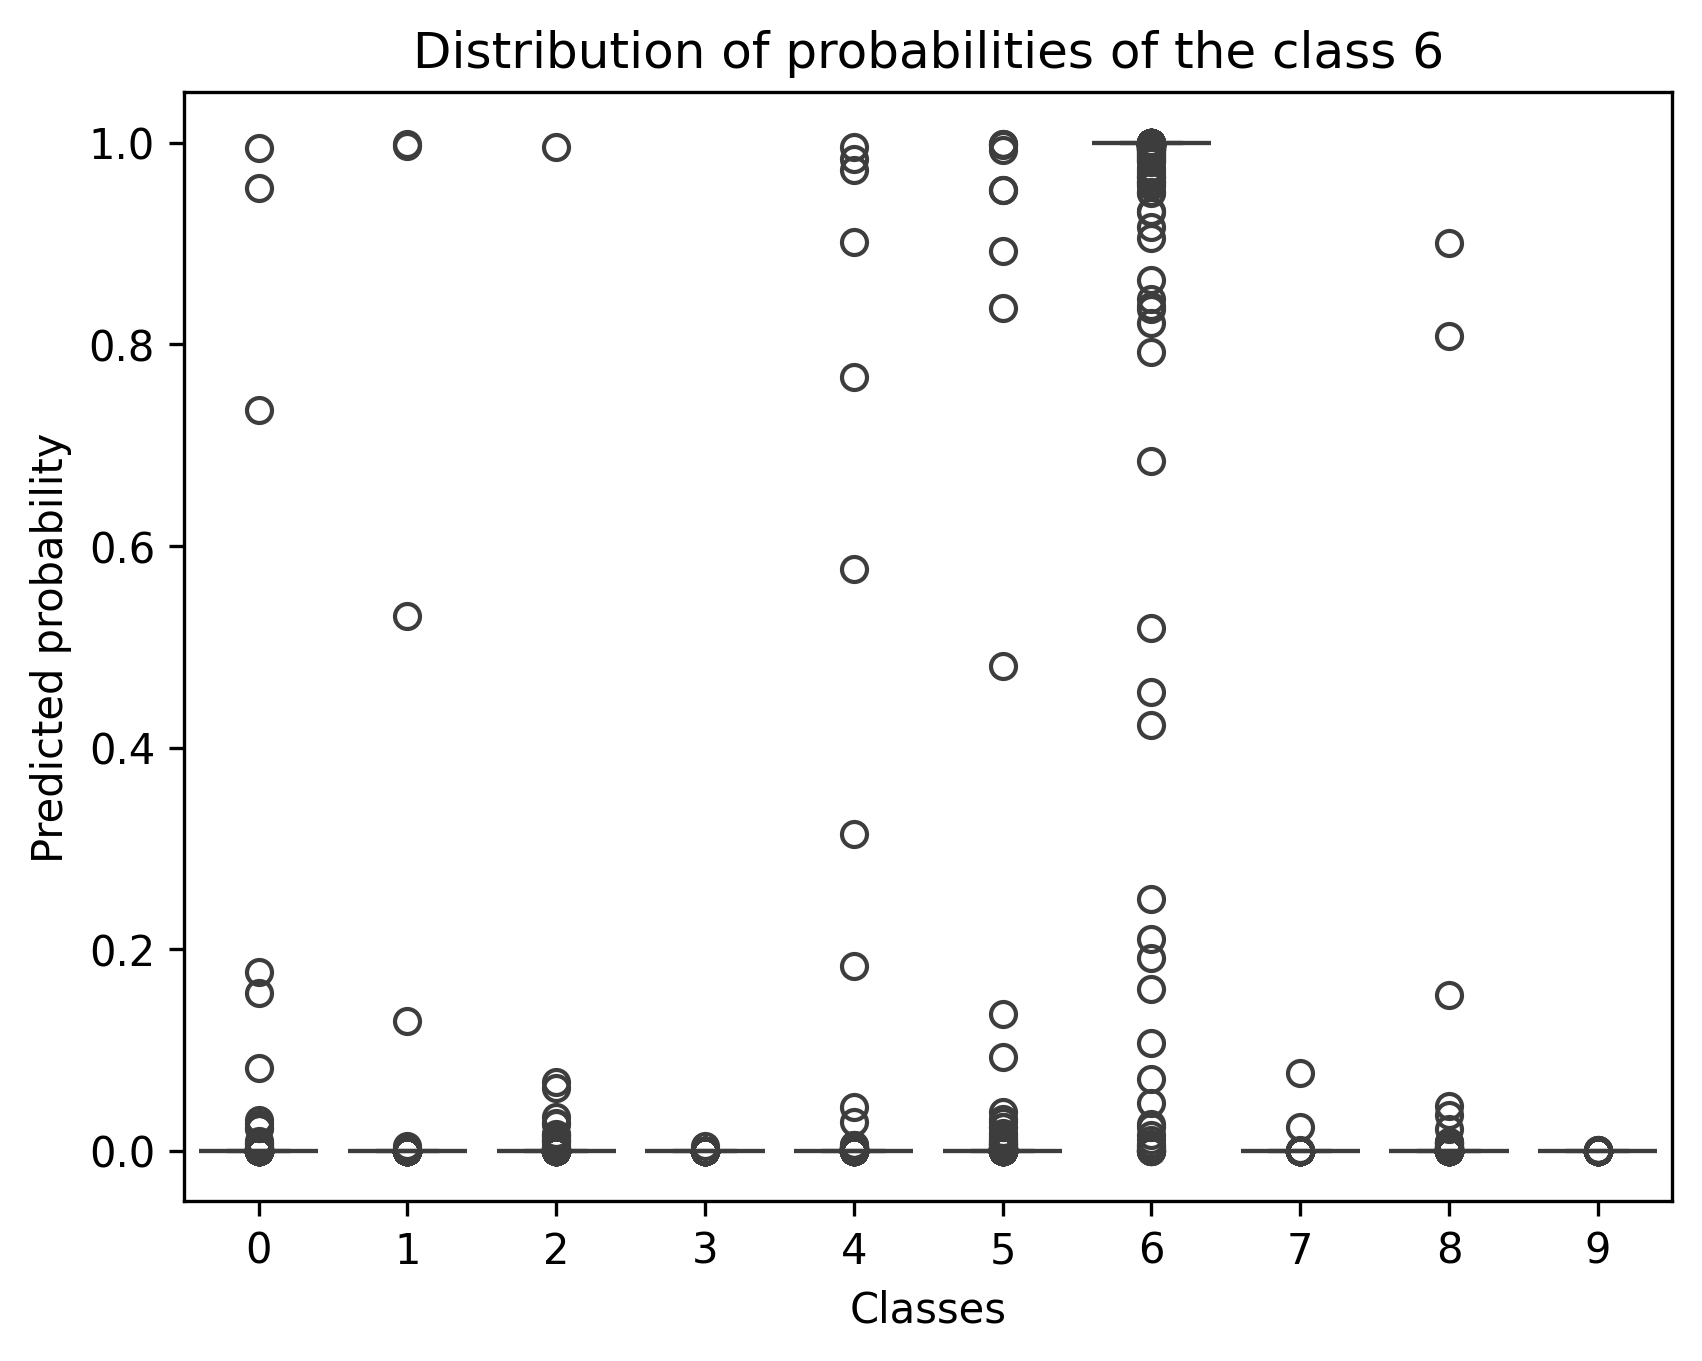 Distribution of probabilities of the class 6
Predicted probability
1.0
0.8
0.6
0.4
0.2
0.0
0 1 2 3 4 5 6 7 8 9
Classes